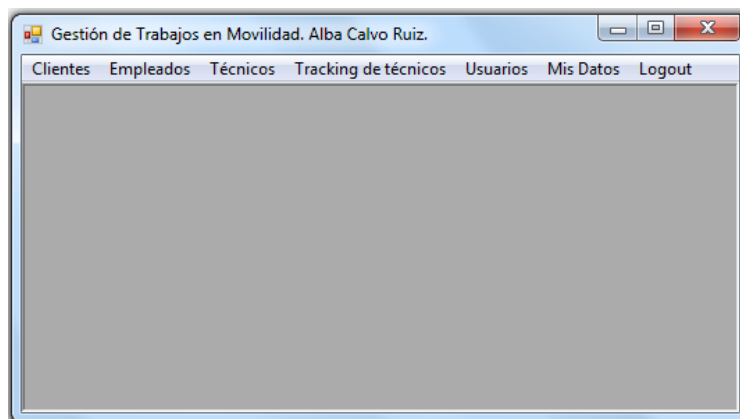 Gestión de Trabajos en Movilidad. Alba Calvo Ruiz.
Clientes Empleados Técnicos Tracking de técnicos Usuarios Mis Datos Logout